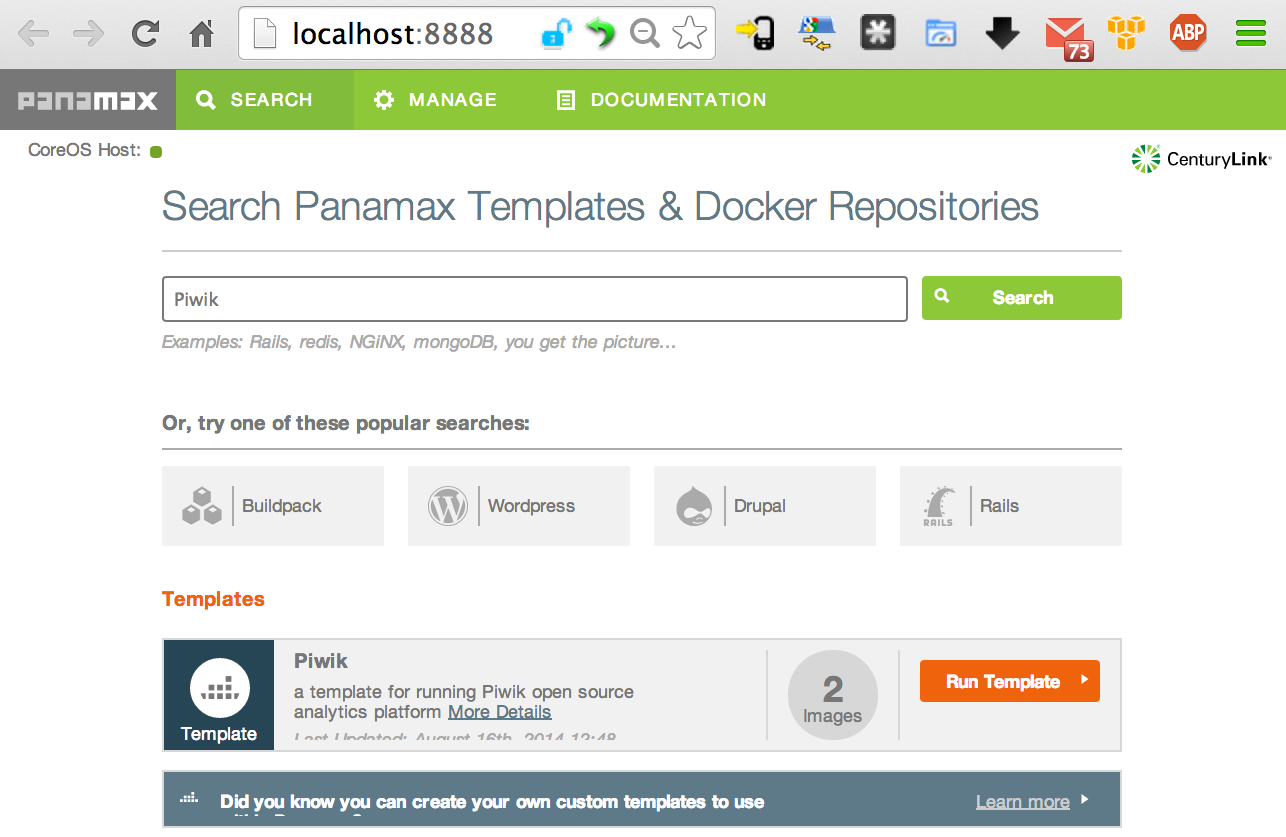 localhost:8888
73
ABP
panamax
SEARCH
MANAGE
DOCUMENTATION
CoreOS Host:
CenturyLink
Search Panamax Templates & Docker Repositories
Piwik
Search
Examples: Rails, redis, NGiNX, mongoDB, you get the picture...
Or, try one of these popular searches:
Buildpack
Wordpress
Drupal
RAILS
Rails
Templates
Template
Piwik
a template for running Piwik open source
analytics platform More Details
Last Updated: August 16th, 2014 12:48
2
Images
Run Template
Did you know you can create your own custom templates to use
Learn more